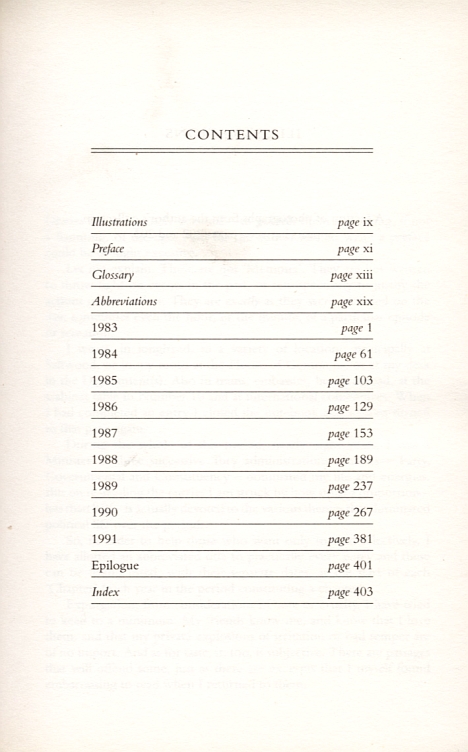 CONTENTS
Illustrations page ix
Preface page xi
Glossary page xiii
Abbreviations page xix
1983 page 1
1984 page 61
1985 page 103
1986 page 129
1987 page 153
1988 page 189
1989 page 237
1990 page 267
1991 page 381
Epilogue page 401
Index page 403